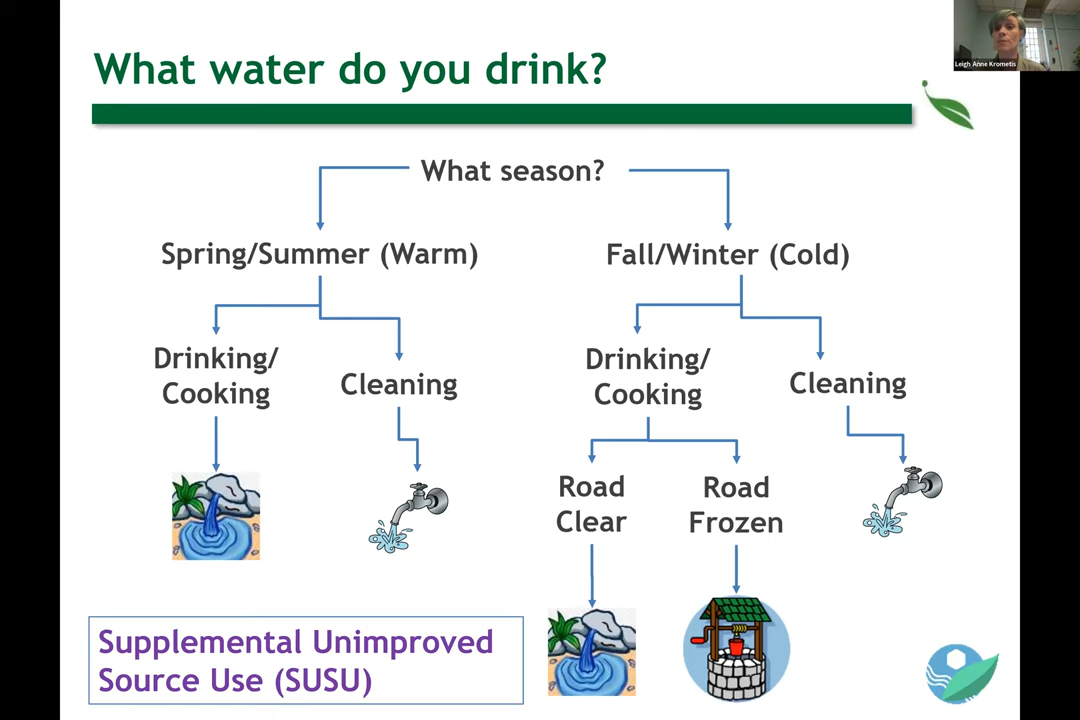 Leigh Anne Krometis
What water do you drink?
What season?
Spring/Summer (Warm)
Fall/Winter (Cold)
Drinking/
Cooking
Cleaning
Drinking/
Cooking
Cleaning
Road
Clear
Road
Frozen
Supplemental Unimproved
Source Use (SUSU)